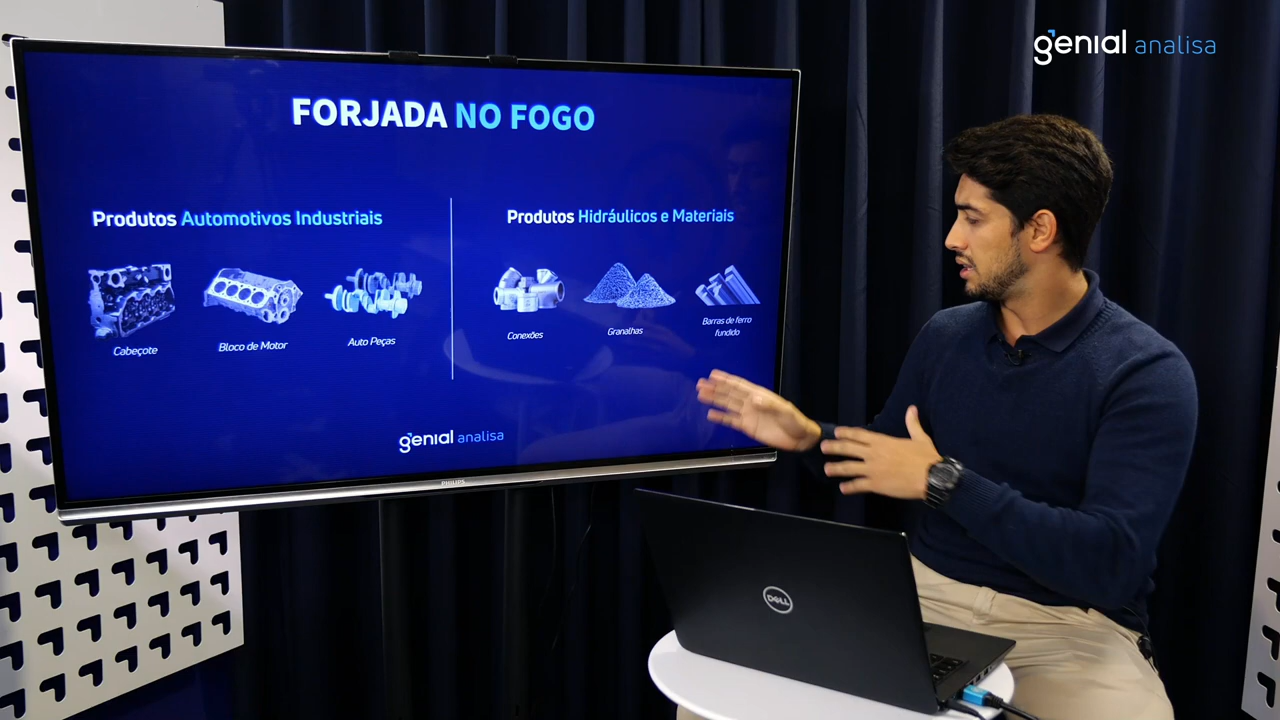 genial analisa
FORJADA NO FOGO
Produtos Automotivos Industriais
Cabeçote
Bloco de Motor
Auto Peças
Produtos Hidráulicos e Materiais
Conexões
Granalhas
Barras de ferro
fundido
genial analisa
PHILIPS
DELL